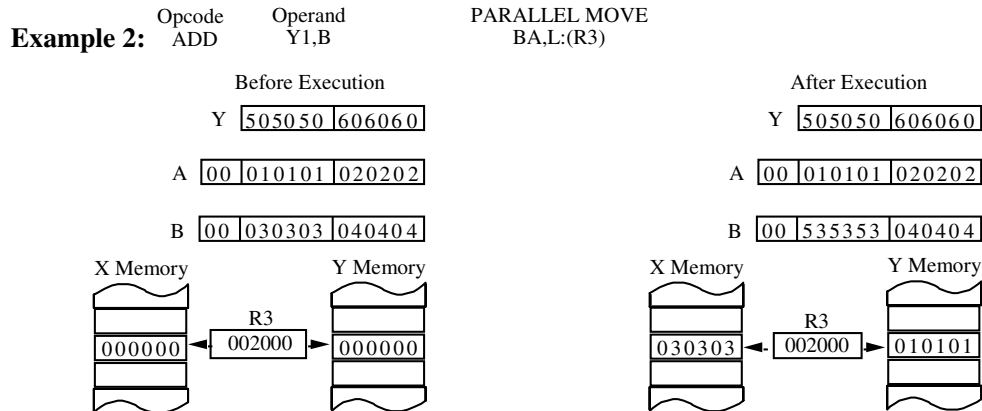 Opcode Operand PARALLEL MOVE
Example 2: ADD Y1,B BA,L:(R3)
Before Execution After Execution
Y 505050 606060 Y 505050 606060
A 00 010101 020202 A 00 010101 020202
B 00 030303 040404 B 00 535353 040404
X Memory Y Memory X Memory Y Memory
R3 R3
000000 002000 000000 030303 002000 010101